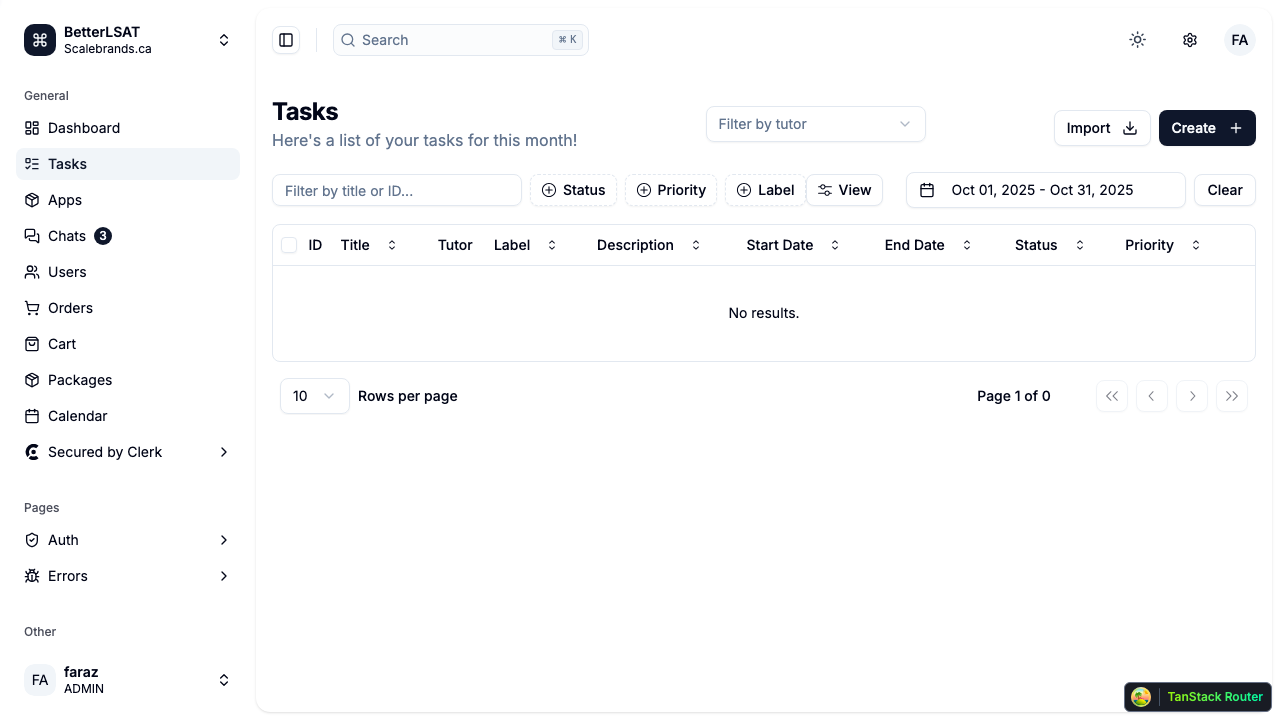 BetterLSAT
Scalebrands.ca
General
Dashboard
Tasks
Apps
Chats 3
Users
Orders
Cart
Packages
Calendar
Secured by Clerk
Pages
Auth
Errors
Other
FA
faraz
ADMIN
Search ⌘ K
FA
Tasks
Here's a list of your tasks for this month!
Filter by tutor
Import
Create
Filter by title or ID...
Status
Priority
Label
View
Oct 01, 2025 - Oct 31, 2025
Clear
ID Title Tutor Label Description Start Date End Date Status Priority
No results.
10 Rows per page
Page 1 of 0
TanStack Router